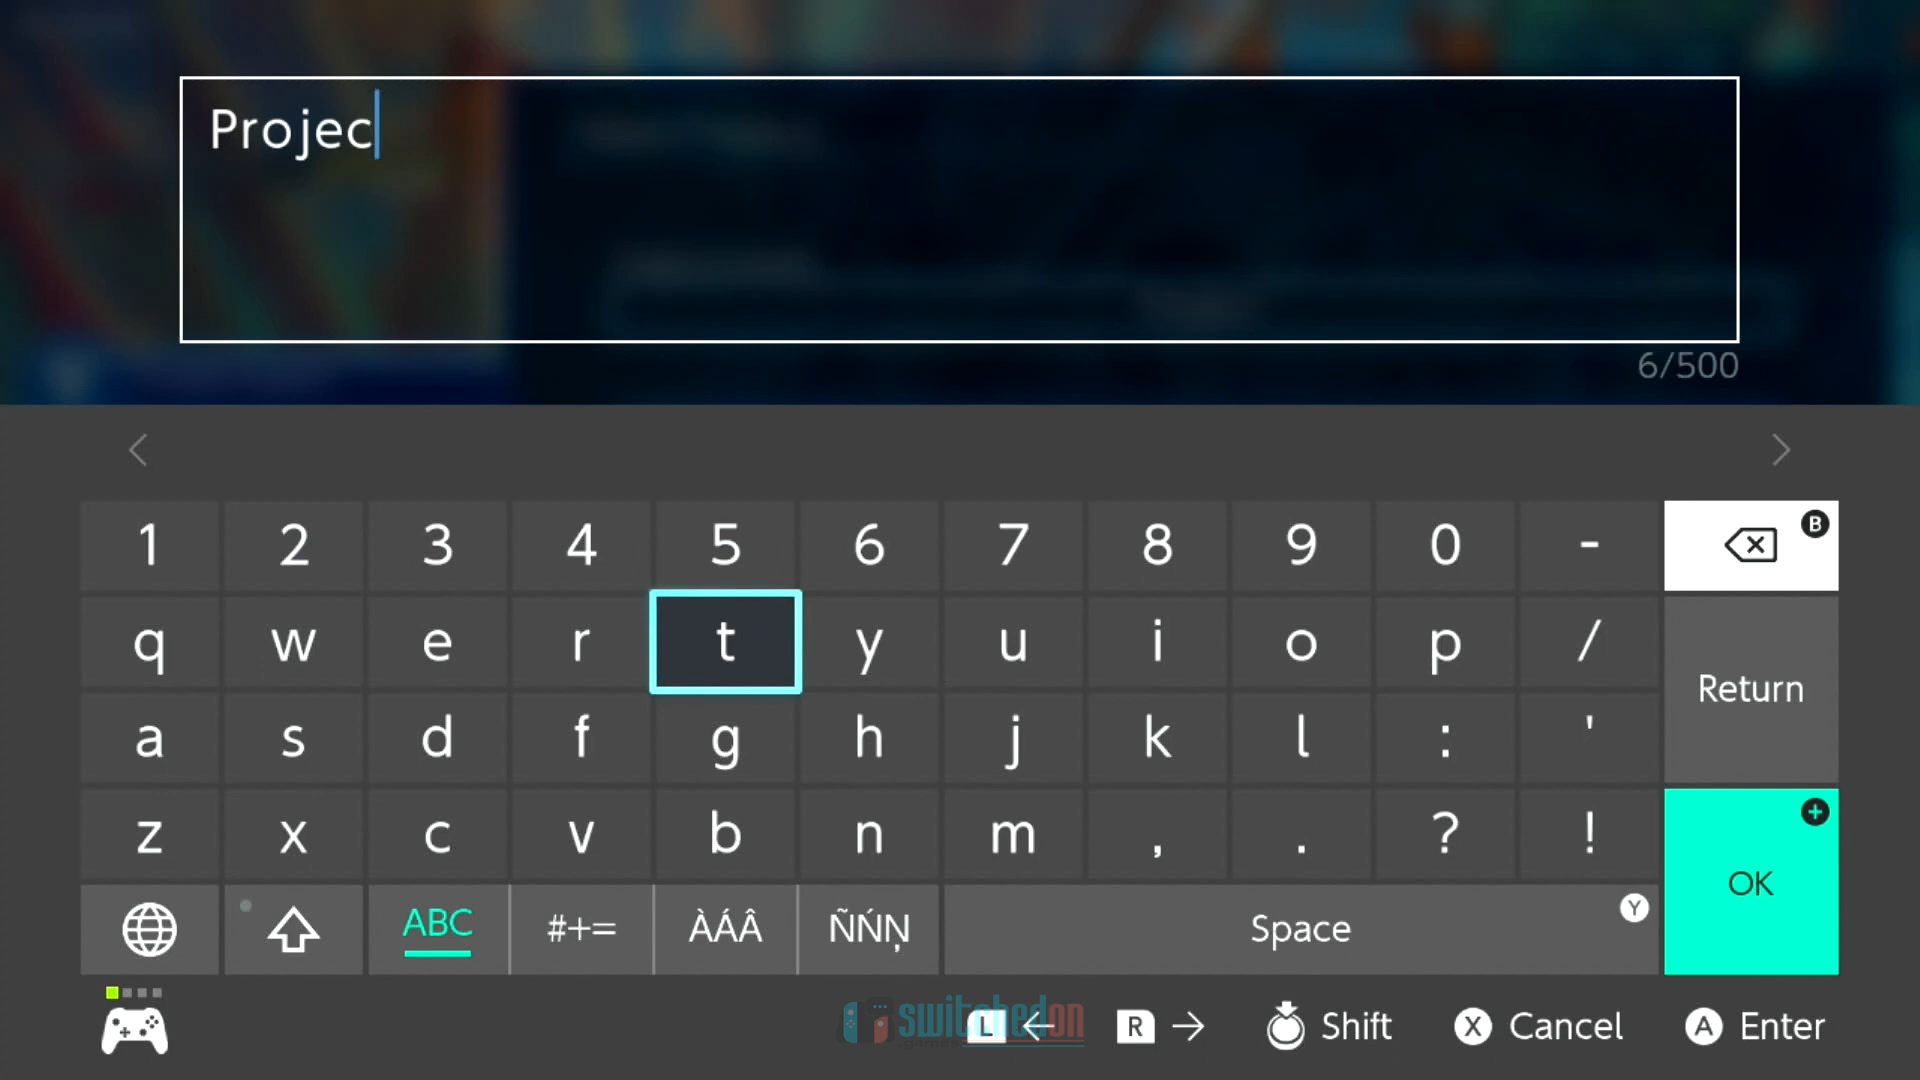 Projec
6/500
1 2 3 4 5 6 7 8 9 0 - B
q w e r t y u i o p / Return
a s d f g h j k l : '
z x c v b n m , . ? ! + OK
ABC #+= ÀÁÂ ÑŃŅ Space Y
switchedon
L ← R → Shift X Cancel A Enter